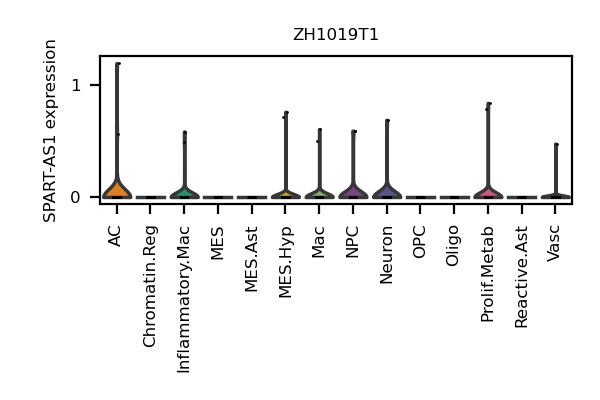 ZH1019T1
SPART-AS1 expression
1
0
AC
Chromatin.Reg
Inflammatory.Mac
MES
MES.Ast
MES.Hyp
Mac
NPC
Neuron
OPC
Oligo
Prolif.Metab
Reactive.Ast
Vasc